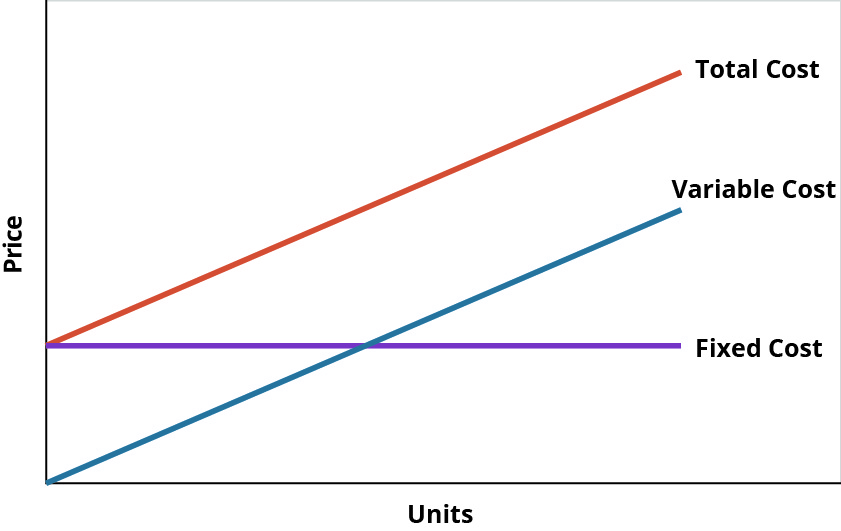 Total Cost
Variable Cost
Price
Fixed Cost
Units